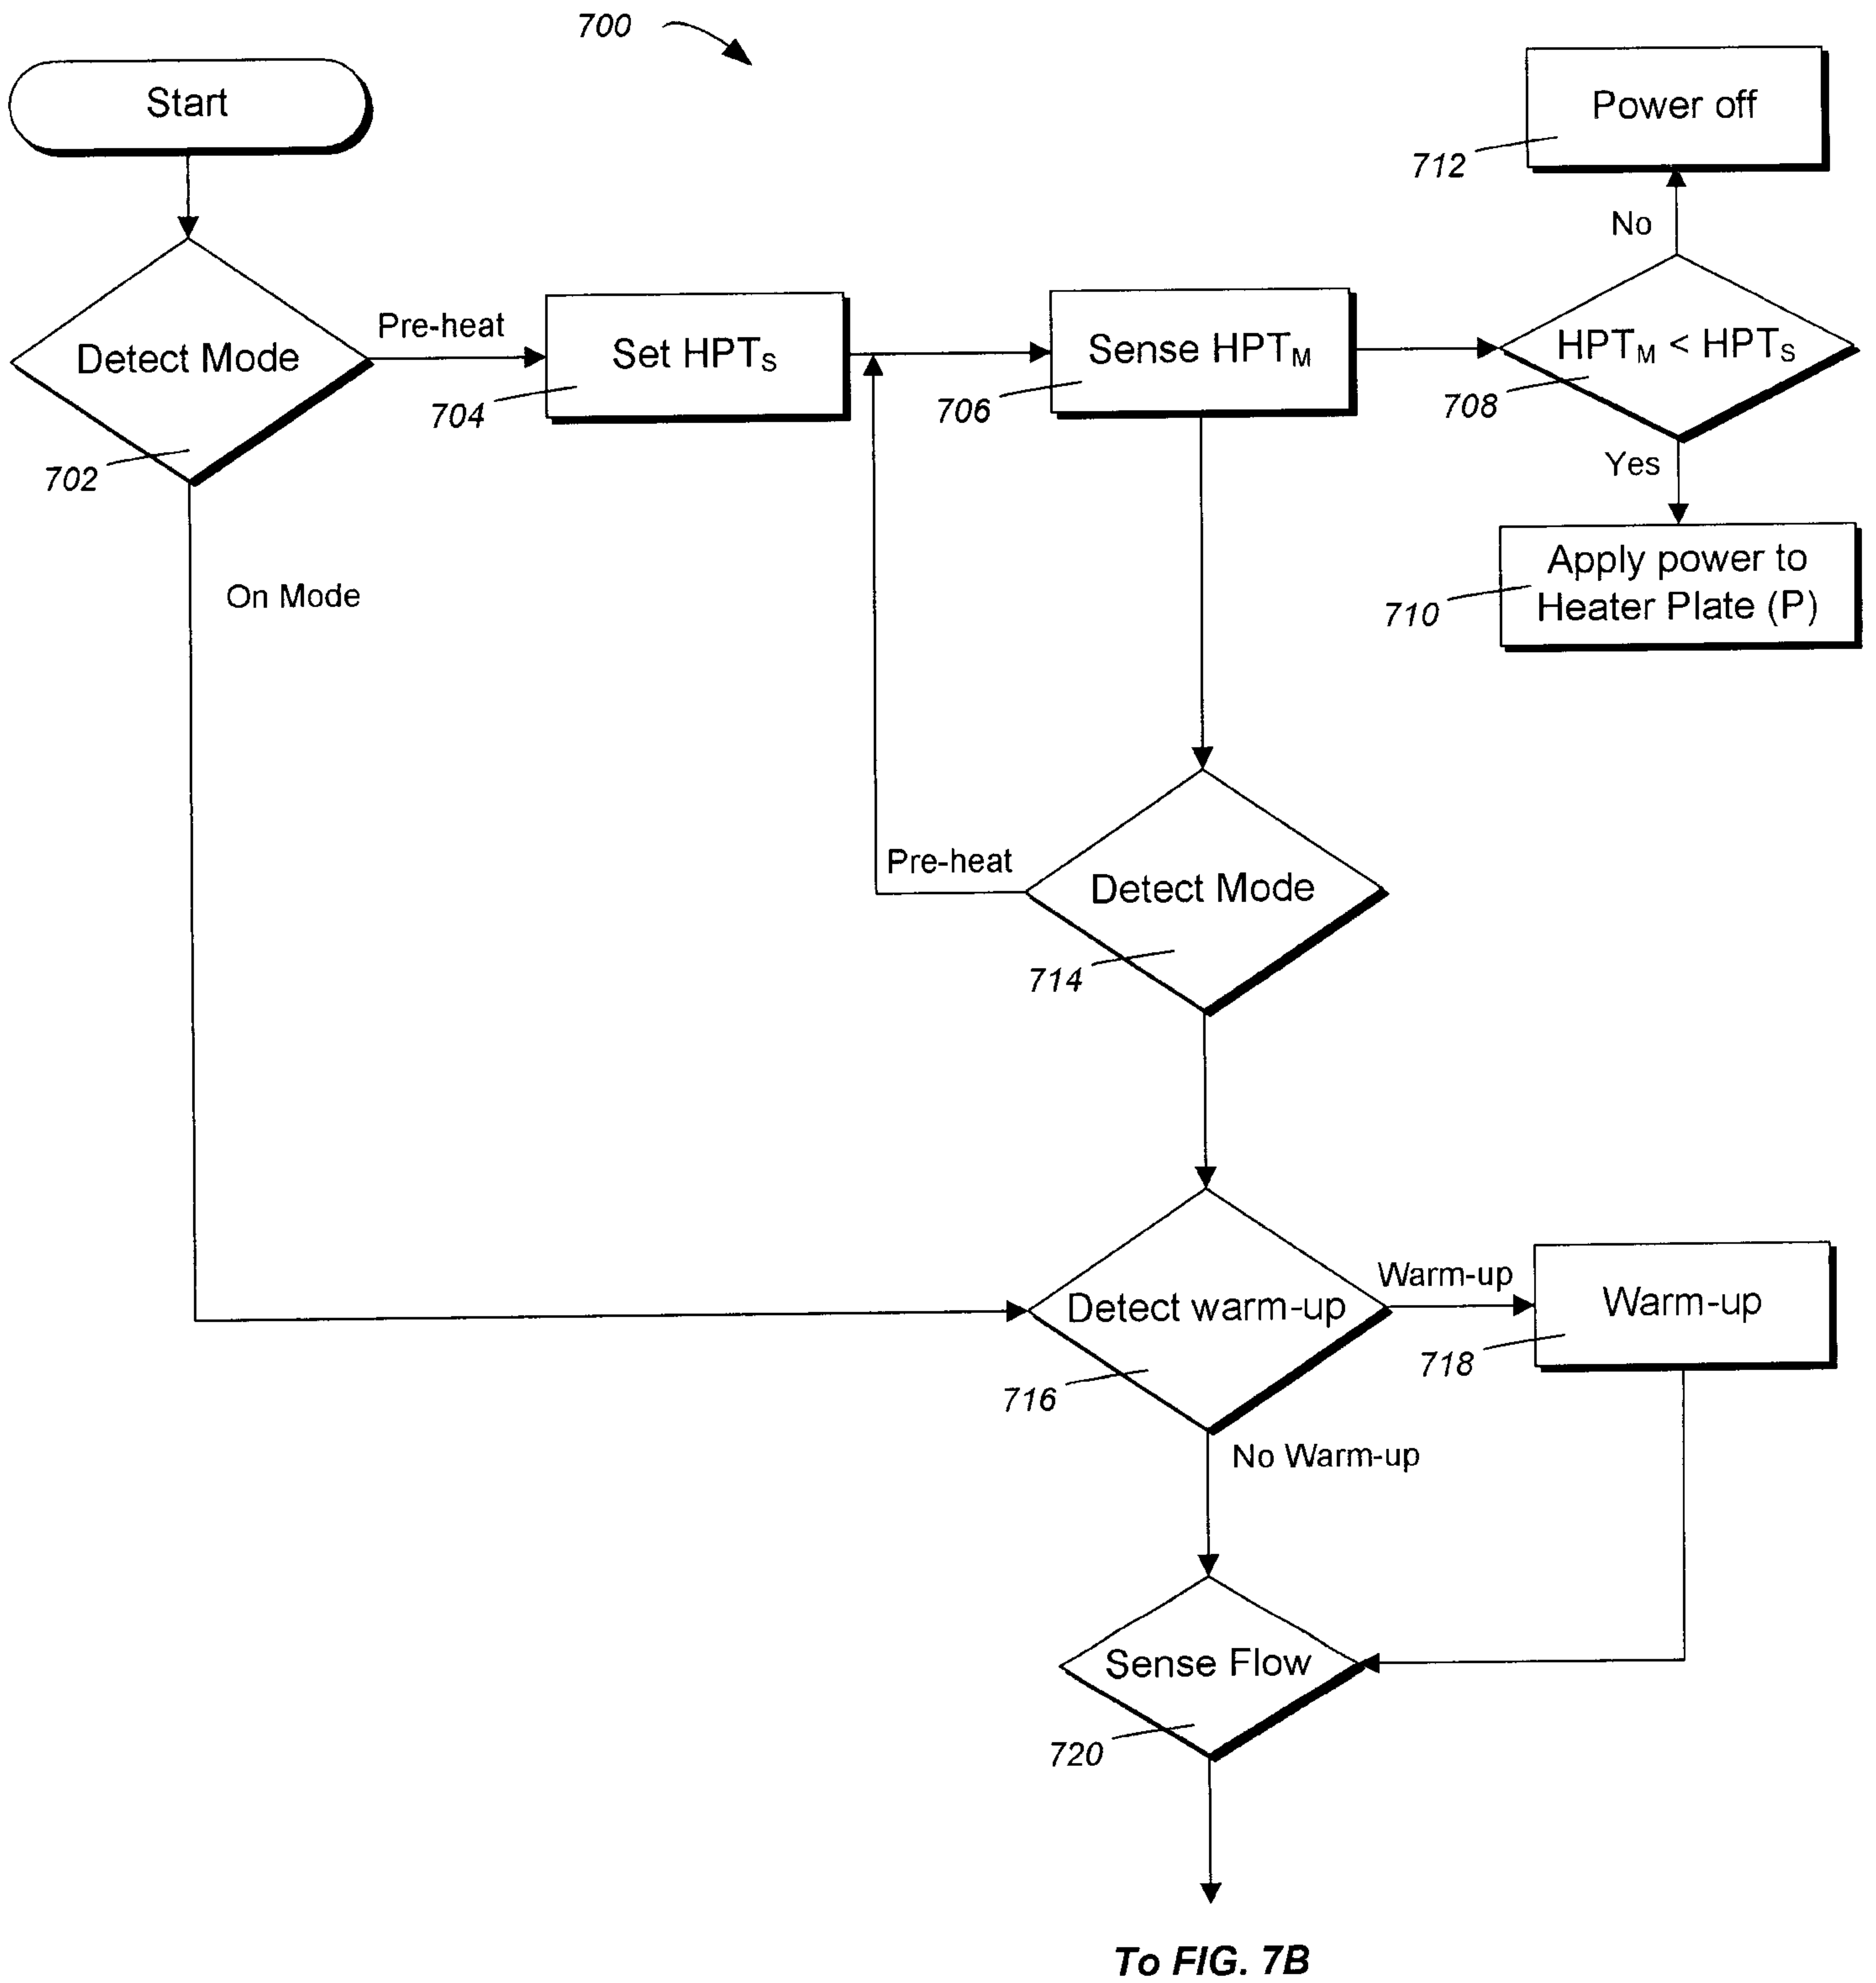 700
Start
Power off
712
No
Detect Mode
Pre-heat
Set HPTS
Sense HPTM
HPTM < HPTS
702
704
706
708
Yes
On Mode
Apply power to
Heater Plate (P)
710
Pre-heat
Detect Mode
714
Detect warm-up
Warm-up
Warm-up
716
718
No Warm-up
Sense Flow
720
To FIG. 7B